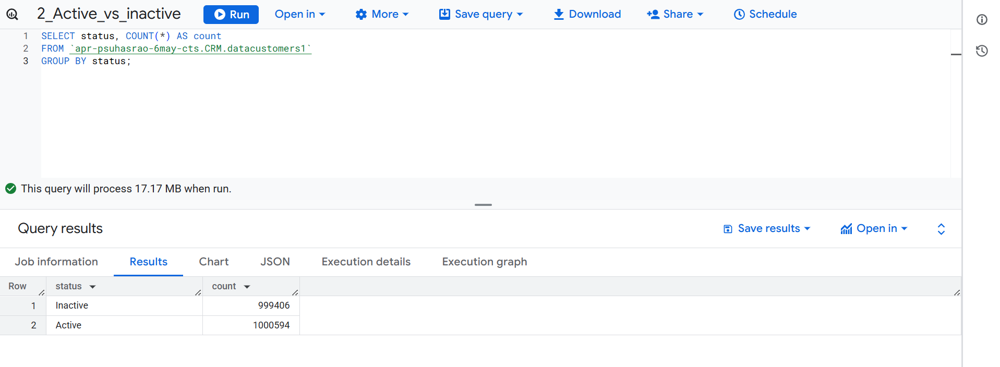 2_Active_vs_inactive Run Open in More Save query Download Share Schedule
1 SELECT status, COUNT(*) AS count
2 FROM `apr-psuhasrao-6may-cts.CRM.datacustomers1`
3 GROUP BY status;
This query will process 17.17 MB when run.
Query results Save results Open in
Job information Results Chart JSON Execution details Execution graph
Row status count
1 Inactive 999406
2 Active 1000594